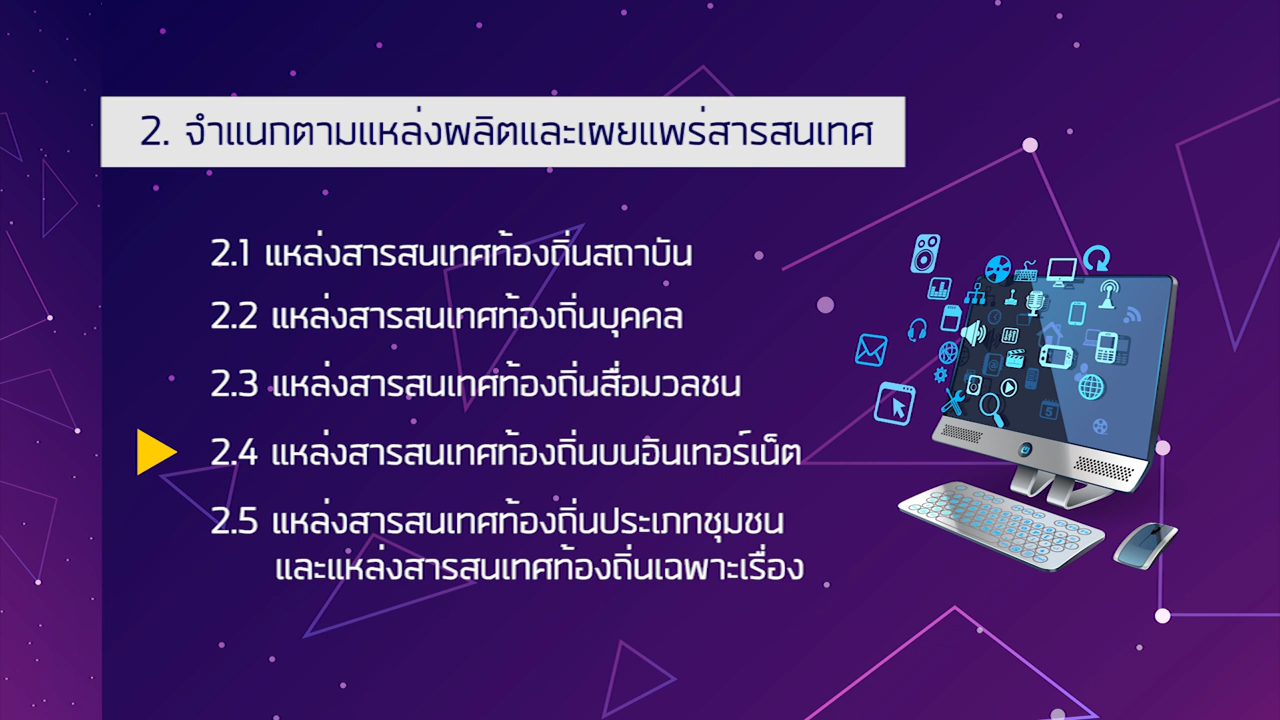 2. จำแนกตามแหล่งผลิตและเผยแพร่สารสนเทศ
2.1 แหล่งสารสนเทศท้องถิ่นสถาบัน
2.2 แหล่งสารสนเทศท้องถิ่นบุคคล
2.3 แหล่งสารสนเทศท้องถิ่นสื่อมวลชน
2.4 แหล่งสารสนเทศท้องถิ่นบนอินเทอร์เน็ต
2.5 แหล่งสารสนเทศท้องถิ่นประเภทชุมชน
และแหล่งสารสนเทศท้องถิ่นเฉพาะเรื่อง
5